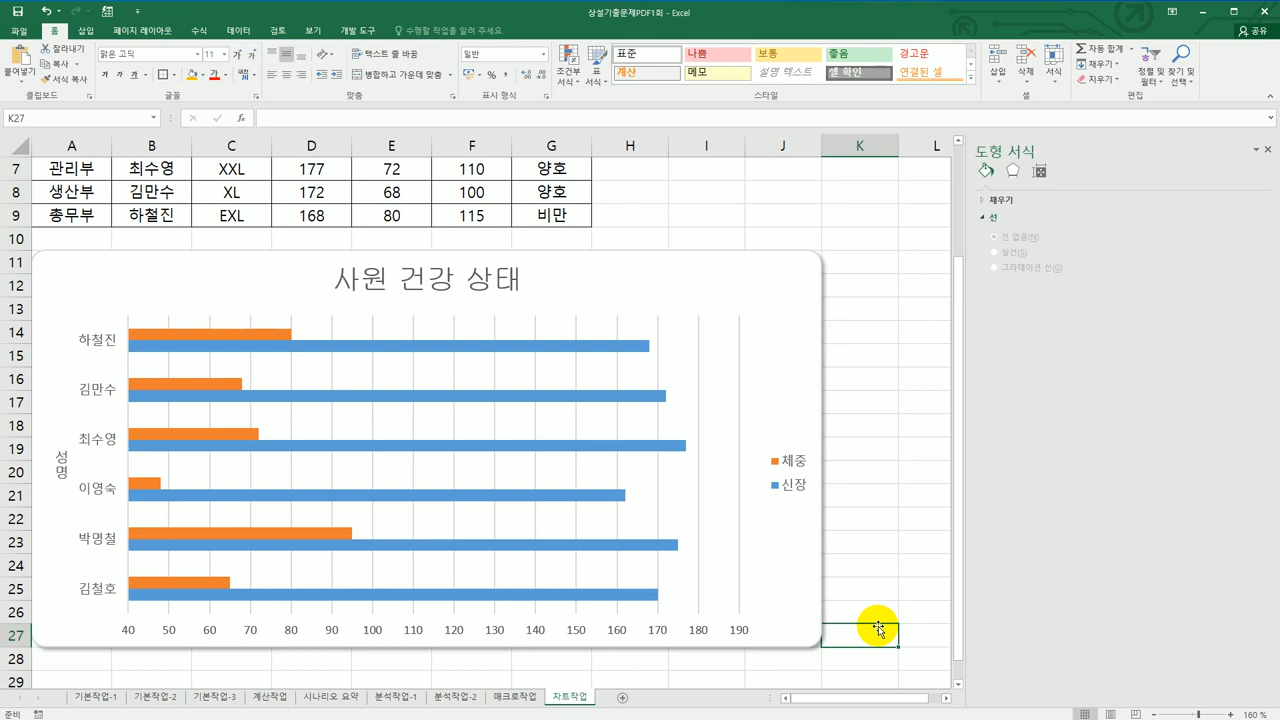 상설기출문제PDF1회 - Excel
파일 홈 삽입 페이지 레이아웃 수식 데이터 검토 보기 개발 도구 수행할 작업을 알려 주세요. 공유
붙여넣기 잘라내기 복사 서식 복사
클립보드
맑은 고딕 11
가 가 가
글꼴
텍스트 줄 바꿈
병합하고 가운데 맞춤
맞춤
일반
표시 형식
조건부 서식 표 서식
표준 나쁨 보통 좋음 경고문
계산 메모 설명 텍스트 셀 확인 연결된 셀
스타일
삽입 삭제 서식
셀
자동 합계
채우기
지우기
정렬 및 필터 찾기 및 선택
편집
K27 fx
A B C D E F G H I J K L
7 관리부 최수영 XXL 177 72 110 양호
8 생산부 김만수 XL 172 68 100 양호
9 총무부 하철진 EXL 168 80 115 비만
10
11
12
13
14
15
16
17
18
19
20
21
22
23
24
25
26
27
28
29
사원 건강 상태
하철진
김만수
최수영
이영숙
박명철
김철호
성명
40 50 60 70 80 90 100 110 120 130 140 150 160 170 180 190
체중
신장
도형 서식
채우기
선
선 없음(N)
실선(S)
그라데이션 선(G)
기본작업-1 기본작업-2 기본작업-3 계산작업 시나리오 요약 분석작업-1 분석작업-2 매크로작업 차트작업
준비 160 %